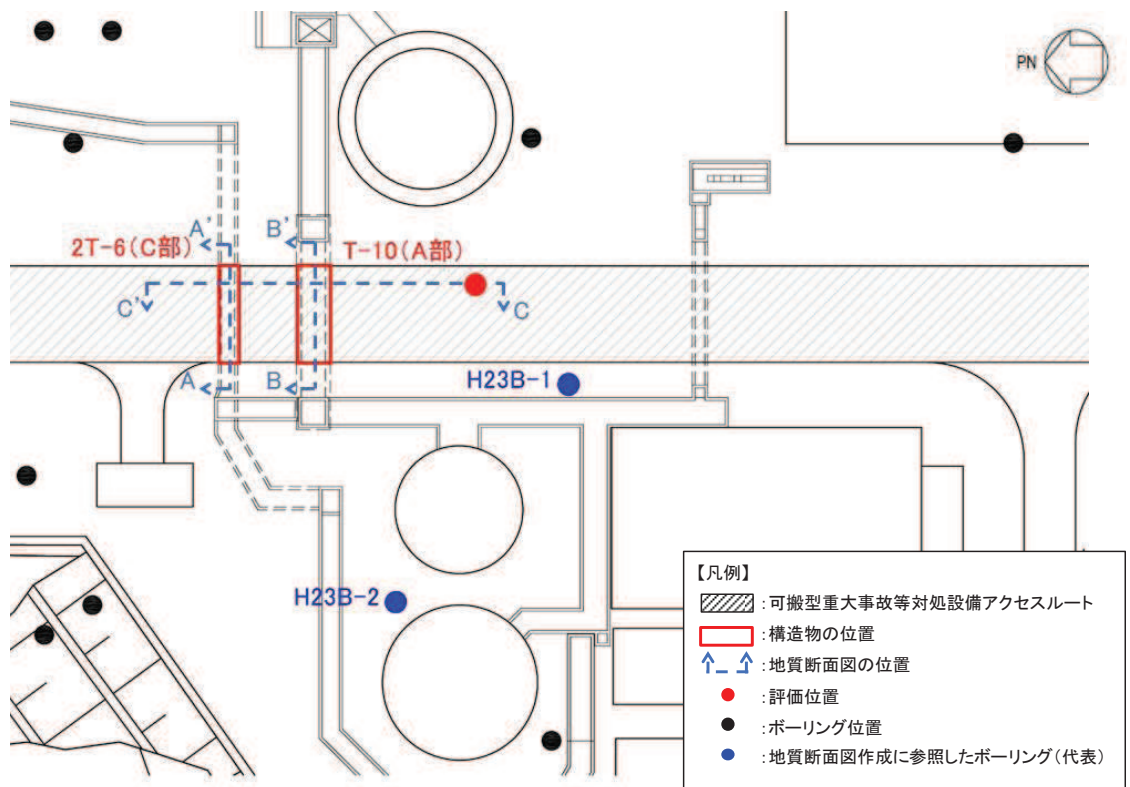 PN
A'
B'
2T-6(C部)
T-10(A部)
C'
C
A
B
H23B-1
H23B-2
【凡例】
:可搬型重大事故等対処設備アクセスルート
:構造物の位置
:地質断面図の位置
:評価位置
:ボーリング位置
:地質断面図作成に参照したボーリング(代表)